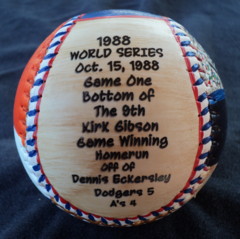 1988
WORLD SERIES
Oct. 15, 1988
Game One
Bottom of
The 9th
Kirk Gibson
Game Winning
Homerun
Off of
Dennis Eckersley
Dodgers 5
A's 4